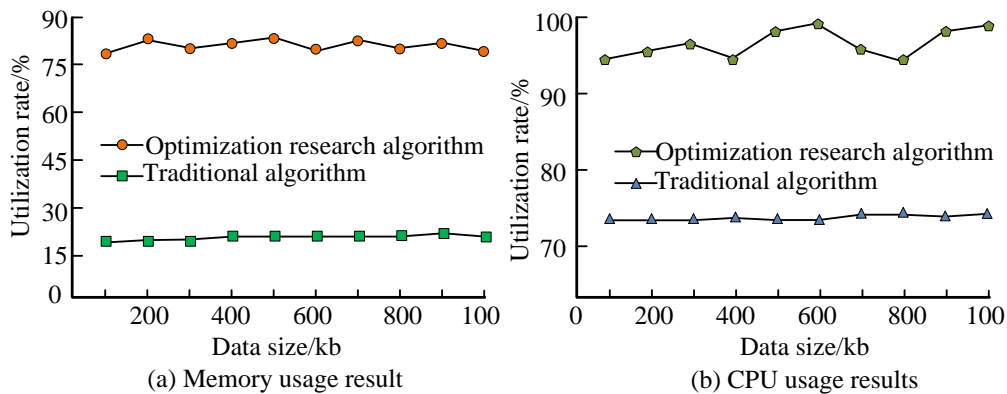 90
75
60
45
30
15
0
Utilization rate/%
Optimization research algorithm
Traditional algorithm
200 400 600 800 100
Data size/kb
(a) Memory usage result
100
90
80
70
Utilization rate/%
Optimization research algorithm
Traditional algorithm
0 200 400 600 800 100
Data size/kb
(b) CPU usage results